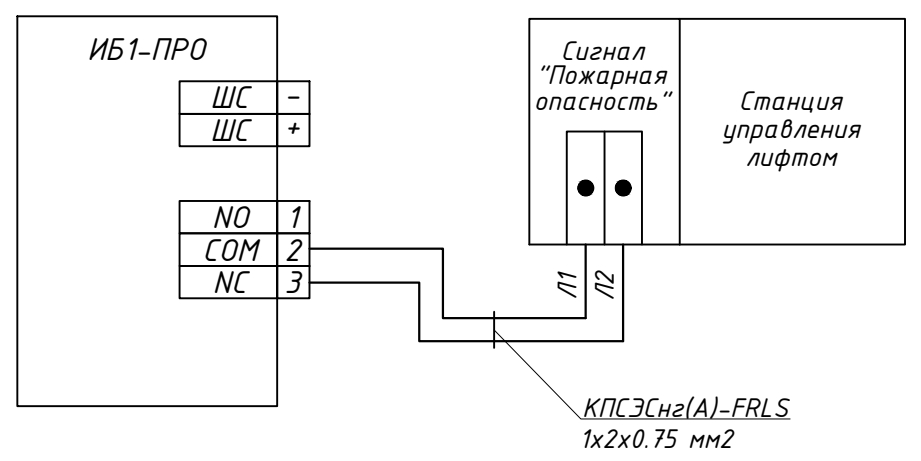 ИБ1-ПРО
ШС -
ШС +
NO 1
COM 2
NC 3
Сигнал
"Пожарная
опасность"
Станция
управления
лифтом
Л1
Л2
КПСЭСнг(А)-FRLS
1х2х0.75 мм2